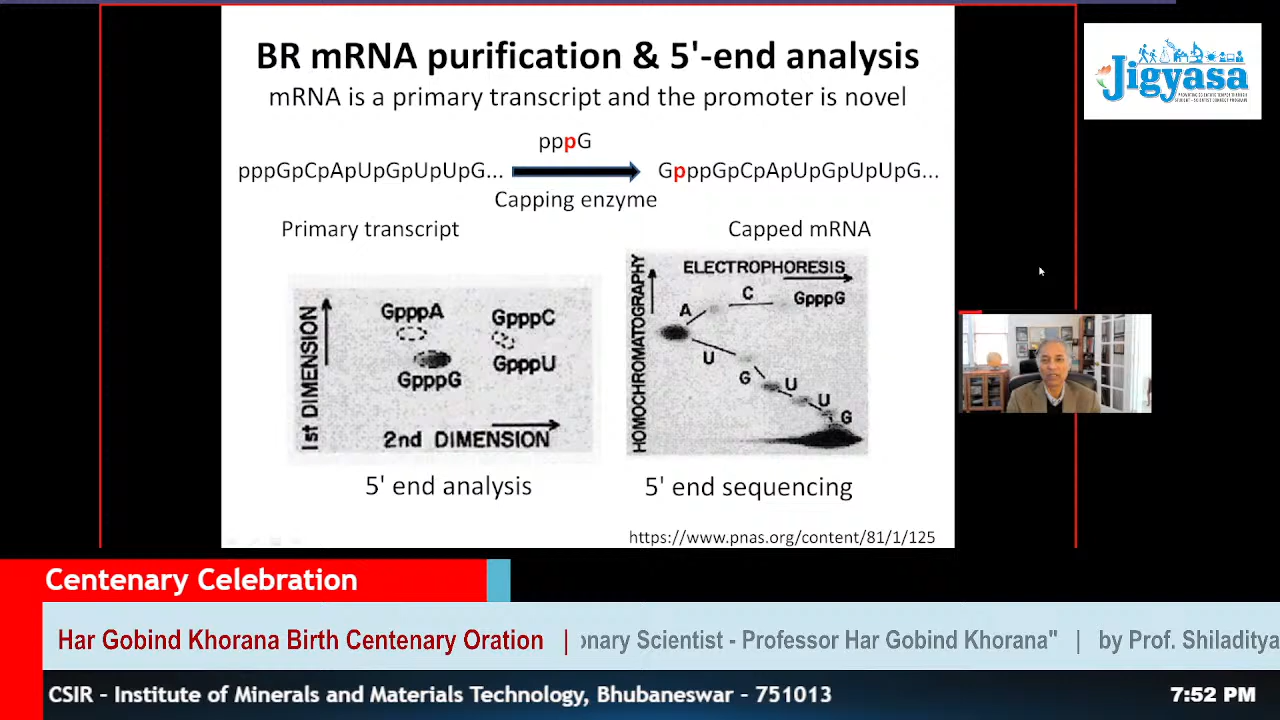 BR mRNA purification & 5'-end analysis
mRNA is a primary transcript and the promoter is novel
pppG
pppGpCpApUpGpUpUpG...
GpppGpCpApUpGpUpUpG...
Capping enzyme
Primary transcript
Capped mRNA
1st DIMENSION
GpppA
GpppC
GpppG
GpppU
2nd DIMENSION
HOMOCHROMATOGRAPHY
ELECTROPHORESIS
A
C
GpppG
U
G
U
U
G
5' end analysis
5' end sequencing
https://www.pnas.org/content/81/1/125
Jigyasa
Centenary Celebration
Har Gobind Khorana Birth Centenary Oration | onary Scientist - Professor Har Gobind Khorana" | by Prof. Shiladitya
CSIR - Institute of Minerals and Materials Technology, Bhubaneswar - 751013
7:52 PM